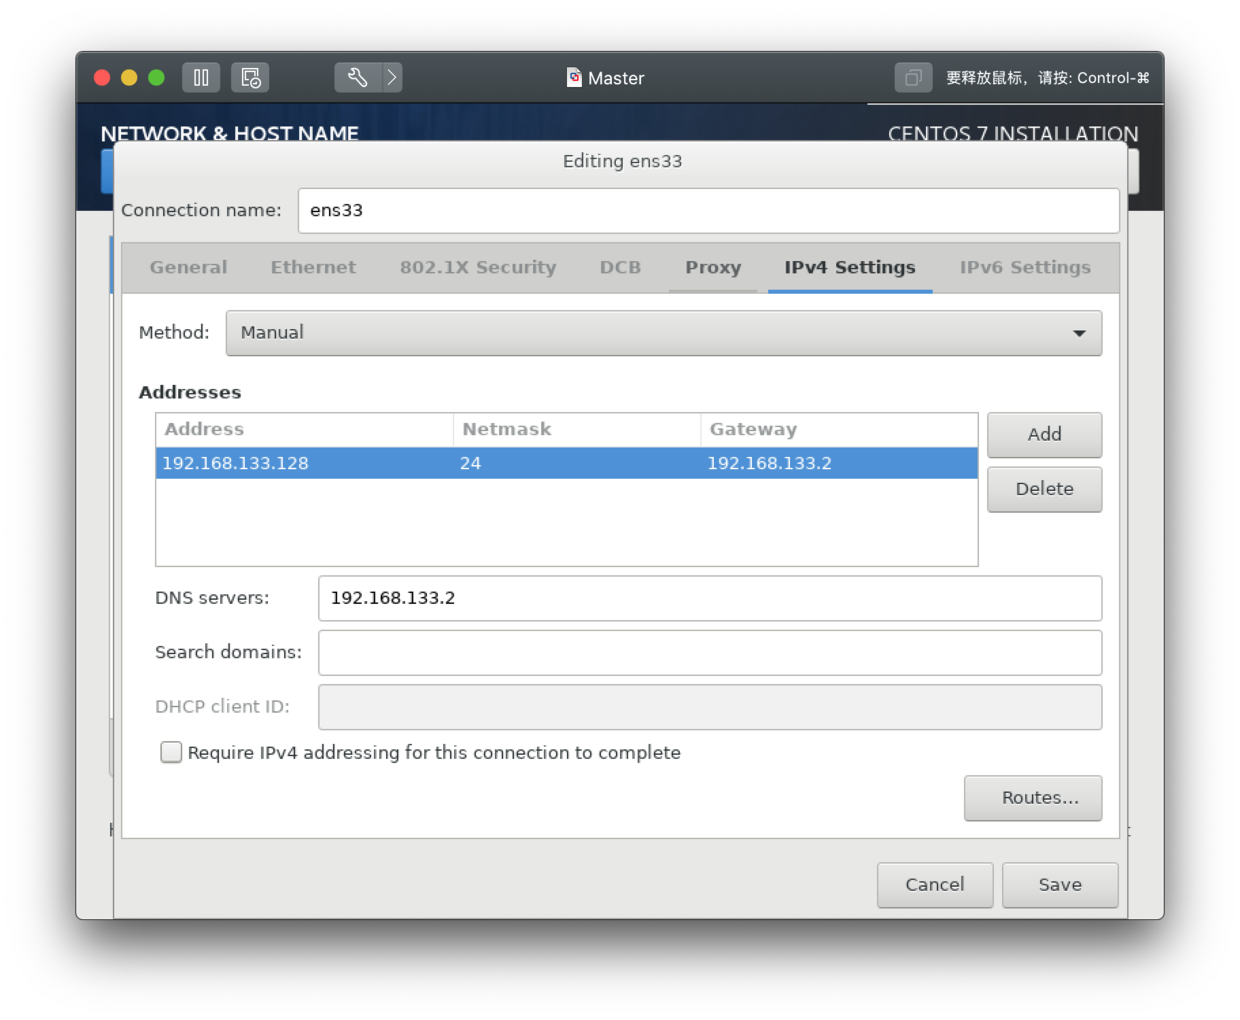 Master
要释放鼠标，请按: Control-⌘
NETWORK & HOST NAME
CENTOS 7 INSTALLATION
Editing ens33
Connection name: ens33
General Ethernet 802.1X Security DCB Proxy IPv4 Settings IPv6 Settings
Method: Manual
Addresses
Address Netmask Gateway
192.168.133.128 24 192.168.133.2
Add
Delete
DNS servers: 192.168.133.2
Search domains:
DHCP client ID:
Require IPv4 addressing for this connection to complete
Routes...
Cancel Save